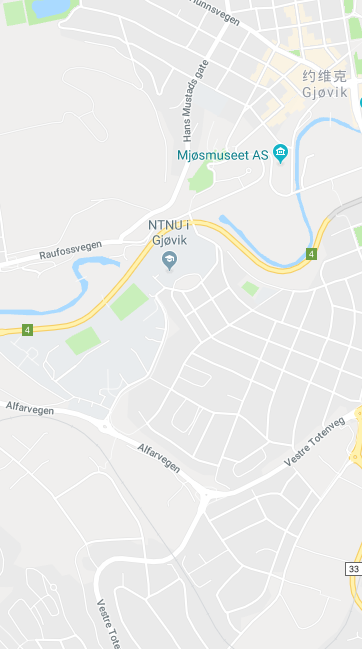 hunnsvegen
Hans Mustads gate
约维克
Gjøvik
Mjøsmuseet AS
NTNU i
Gjøvik
Raufossvegen
4
4
Alfarvegen
Alfarvegen
Vestre Totenveg
33
Vestre Tote